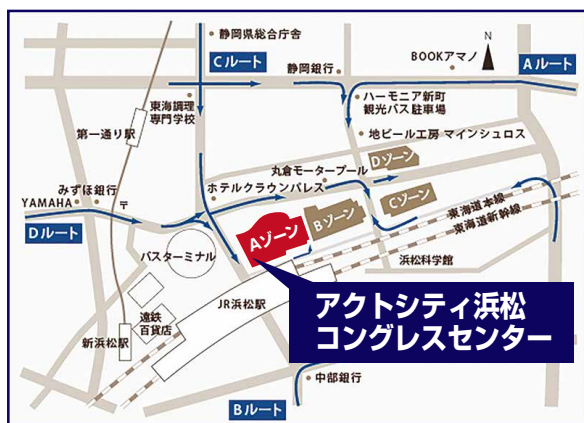 静岡県総合庁舎
N
BOOKアマノ
Cルート
静岡銀行
Aルート
ハーモニア新町
観光バス駐車場
東海調理
専門学校
第一通り駅
地ビール工房 マインシュロス
丸倉モータープール
Dゾーン
みずほ銀行
YAMAHA
〒
ホテルクラウンパレス
Cゾーン
Bゾーン
Aゾーン
東海道本線
東海道新幹線
Dルート
バスターミナル
浜松科学館
JR浜松駅
アクトシティ浜松
コングレスセンター
遠鉄
百貨店
新浜松駅
中部銀行
Bルート